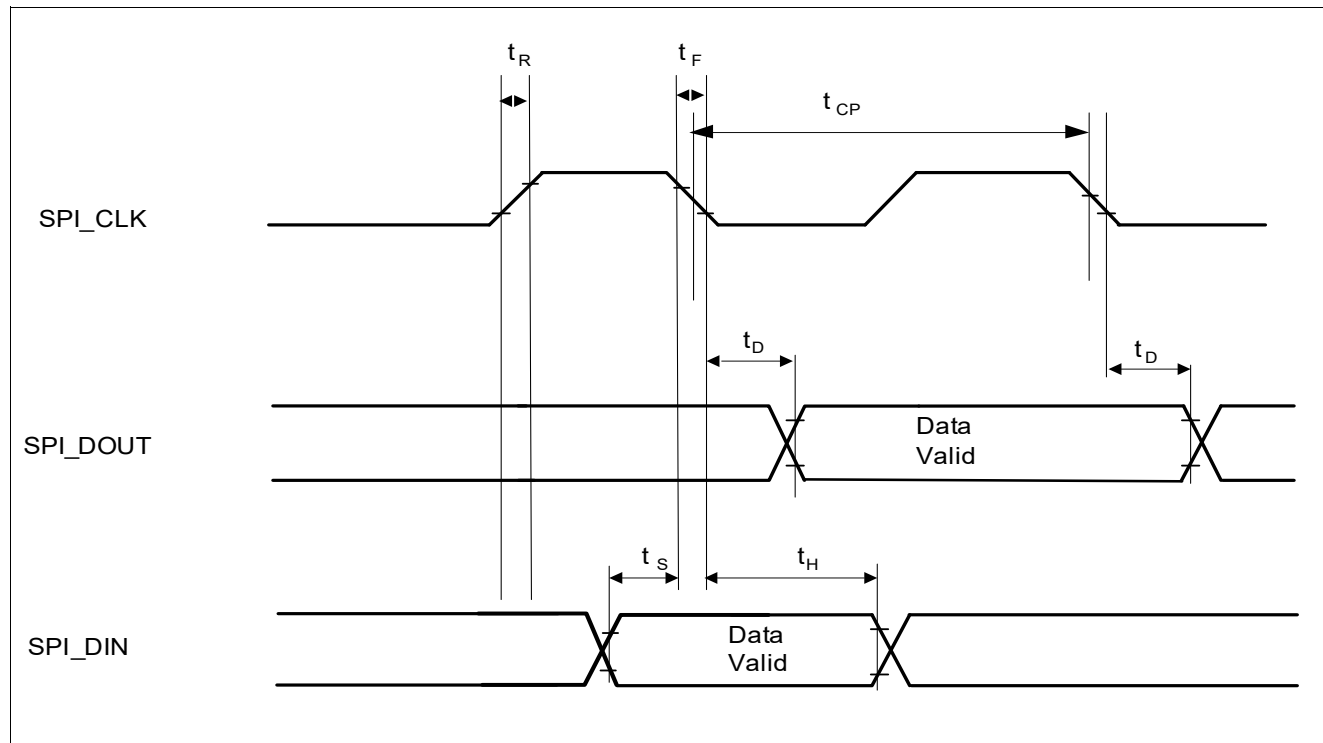 t R
t F
t CP
SPI_CLK
t D
t D
SPI_DOUT
Data
Valid
t S
t H
SPI_DIN
Data
Valid